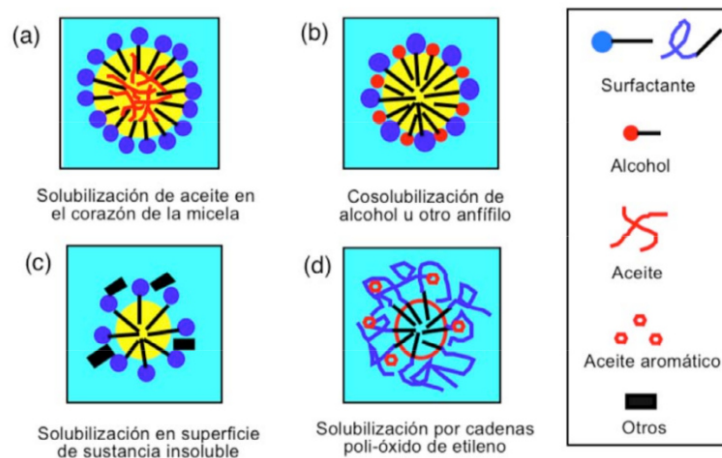 (a)
(b)
Solubilización de aceite en
el corazón de la micela
Cosolubilización de
alcohol u otro anfífilo
(c)
(d)
Solubilización en superficie
de sustancia insoluble
Solubilización por cadenas
poli-óxido de etileno
Surfactante
Alcohol
Aceite
Aceite aromático
Otros